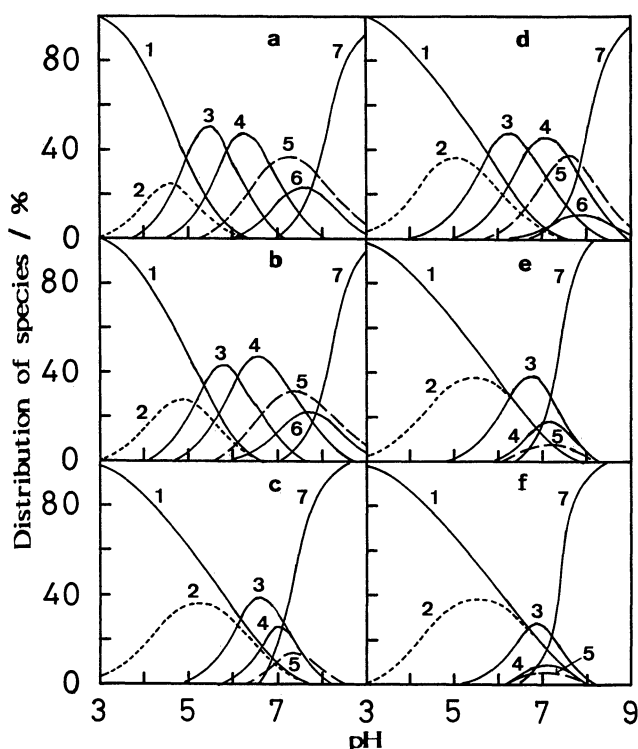 80 1 a 7 1 d 7
40 2 3 4 5 6 2 3 4 5 6
0
80 1 b 7 1 e 7
40 2 3 4 5 6 2 3 4 5
0
80 1 c 7 1 f 7
40 2 3 4 5 2 3 4 5
0
3 5 7 3 5 7 9
pH
Distribution of species / %